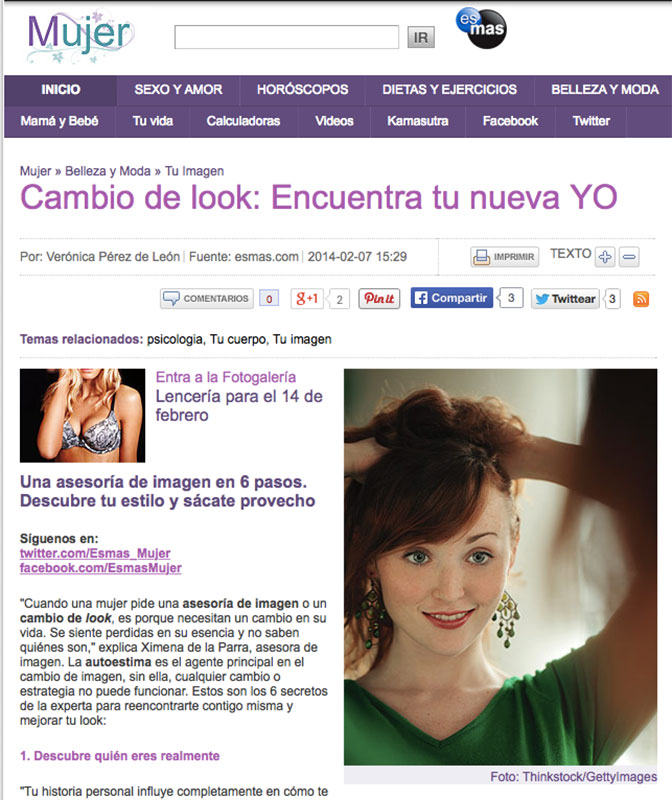 Mujer
IR
esmas
INICIO SEXO Y AMOR HORÓSCOPOS DIETAS Y EJERCICIOS BELLEZA Y MODA
Mamá y Bebé Tu vida Calculadoras Videos Kamasutra Facebook Twitter
Mujer » Belleza y Moda » Tu Imagen
Cambio de look: Encuentra tu nueva YO
Por: Verónica Pérez de León | Fuente: esmas.com | 2014-02-07 15:29 IMPRIMIR TEXTO
COMENTARIOS 0 g+1 2 Pin it Compartir 3 Twittear 3
Temas relacionados: psicologia, Tu cuerpo, Tu imagen
Entra a la Fotogalería
Lencería para el 14 de
febrero
Una asesoría de imagen en 6 pasos.
Descubre tu estilo y sácate provecho
Síguenos en:
twitter.com/Esmas_Mujer
facebook.com/EsmasMujer
"Cuando una mujer pide una asesoría de imagen o un
cambio de look, es porque necesitan un cambio en su
vida. Se siente perdidas en su esencia y no saben
quiénes son," explica Ximena de la Parra, asesora de
imagen. La autoestima es el agente principal en el
cambio de imagen, sin ella, cualquier cambio o
estrategia no puede funcionar. Estos son los 6 secretos
de la experta para reencontrarte contigo misma y
mejorar tu look:
1. Descubre quién eres realmente
"Tu historia personal influye completamente en cómo te
Foto: Thinkstock/GettyImages